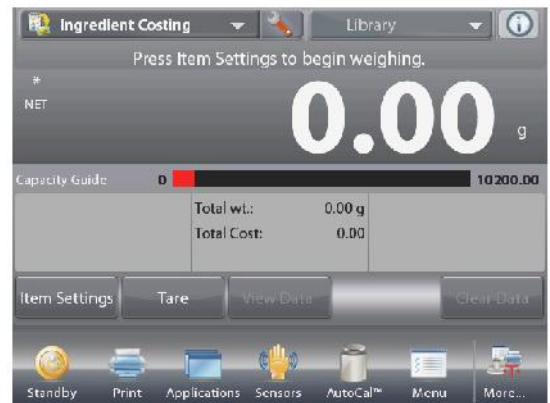 Ingredient Costing Library
Press Item Settings to begin weighing.
*
NET
0.00 g
Capacity Guide 0 10200.00
Total wt.: 0.00 g
Total Cost: 0.00
Item Settings Tare View Data Clear Data
Standby Print Applications Sensors AutoCal™ Menu More...